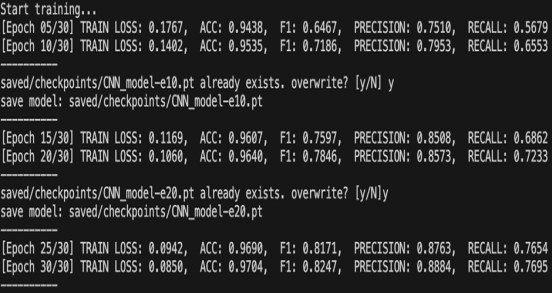 Start training...
[Epoch 05/30] TRAIN LOSS: 0.1767, ACC: 0.9438, F1: 0.6467, PRECISION: 0.7510, RECALL: 0.5679
[Epoch 10/30] TRAIN LOSS: 0.1402, ACC: 0.9535, F1: 0.7186, PRECISION: 0.7953, RECALL: 0.6553
----------
saved/checkpoints/CNN_model-e10.pt already exists. overwrite? [y/N] y
save model: saved/checkpoints/CNN_model-e10.pt
----------
[Epoch 15/30] TRAIN LOSS: 0.1169, ACC: 0.9607, F1: 0.7597, PRECISION: 0.8508, RECALL: 0.6862
[Epoch 20/30] TRAIN LOSS: 0.1060, ACC: 0.9640, F1: 0.7846, PRECISION: 0.8573, RECALL: 0.7233
----------
saved/checkpoints/CNN_model-e20.pt already exists. overwrite? [y/N]y
save model: saved/checkpoints/CNN_model-e20.pt
----------
[Epoch 25/30] TRAIN LOSS: 0.0942, ACC: 0.9690, F1: 0.8171, PRECISION: 0.8763, RECALL: 0.7654
[Epoch 30/30] TRAIN LOSS: 0.0850, ACC: 0.9704, F1: 0.8247, PRECISION: 0.8884, RECALL: 0.7695
----------